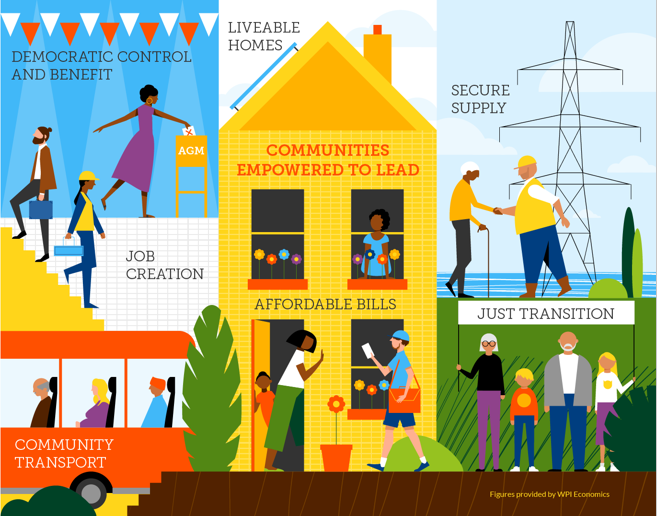 DEMOCRATIC CONTROL
AND BENEFIT
AGM
JOB
CREATION
COMMUNITY
TRANSPORT
LIVEABLE
HOMES
COMMUNITIES
EMPOWERED TO LEAD
AFFORDABLE BILLS
SECURE
SUPPLY
JUST TRANSITION
Figures provided by WPI Economics